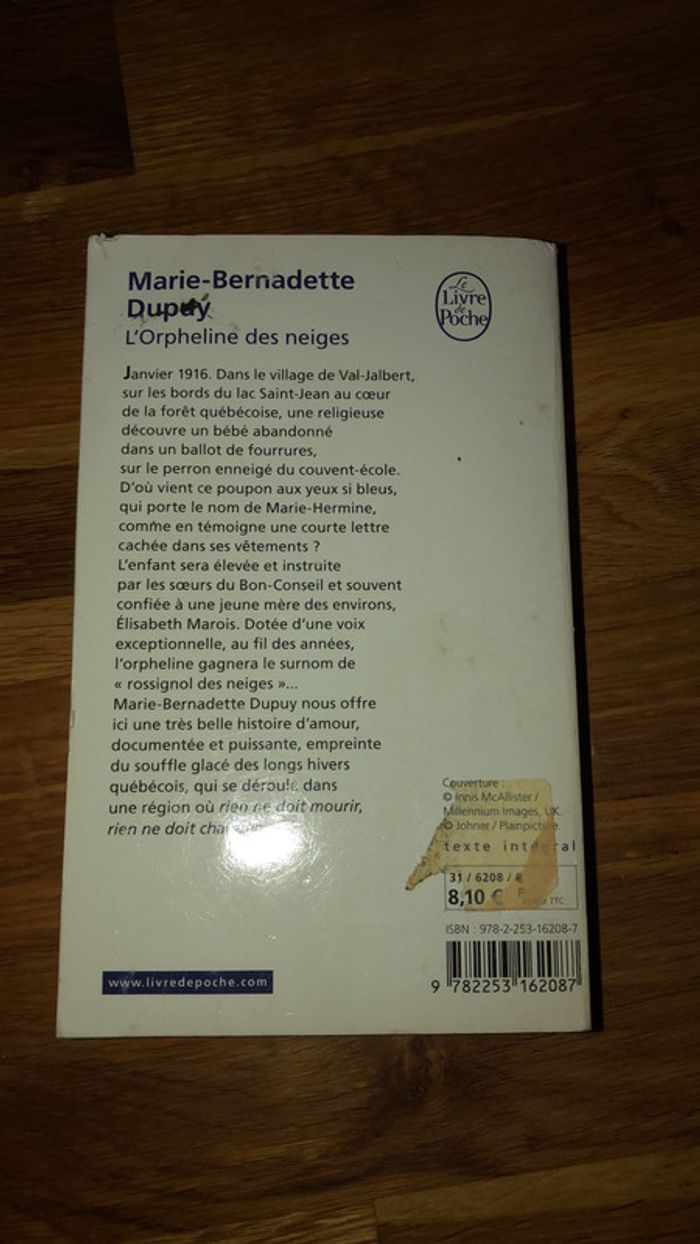 Marie-Bernadette
Dupuy
L'Orpheline des neiges
Le
Livre
de
Poche
Janvier 1916. Dans le village de Val-Jalbert,
sur les bords du lac Saint-Jean au cœur
de la forêt québécoise, une religieuse
découvre un bébé abandonné
dans un ballot de fourrures,
sur le perron enneigé du couvent-école.
D'où vient ce poupon aux yeux si bleus,
qui porte le nom de Marie-Hermine,
comme en témoigne une courte lettre
cachée dans ses vêtements ?
L'enfant sera élevée et instruite
par les sœurs du Bon-Conseil et souvent
confiée à une jeune mère des environs,
Élisabeth Marois. Dotée d'une voix
exceptionnelle, au fil des années,
l'orpheline gagnera le surnom de
« rossignol des neiges »...
Marie-Bernadette Dupuy nous offre
ici une très belle histoire d'amour,
documentée et puissante, empreinte
du souffle glacé des longs hivers
québécois, qui se déroule dans
une région où rien ne doit mourir,
rien ne doit
Couverture :
© Innis McAllister /
Millennium Images, UK.
© Johner / Plainpicture.
texte intégral
31 / 6208 / 8
8,10 €
TTC
ISBN : 978-2-253-16208-7
9 782253 162087
www.livredepoche.com